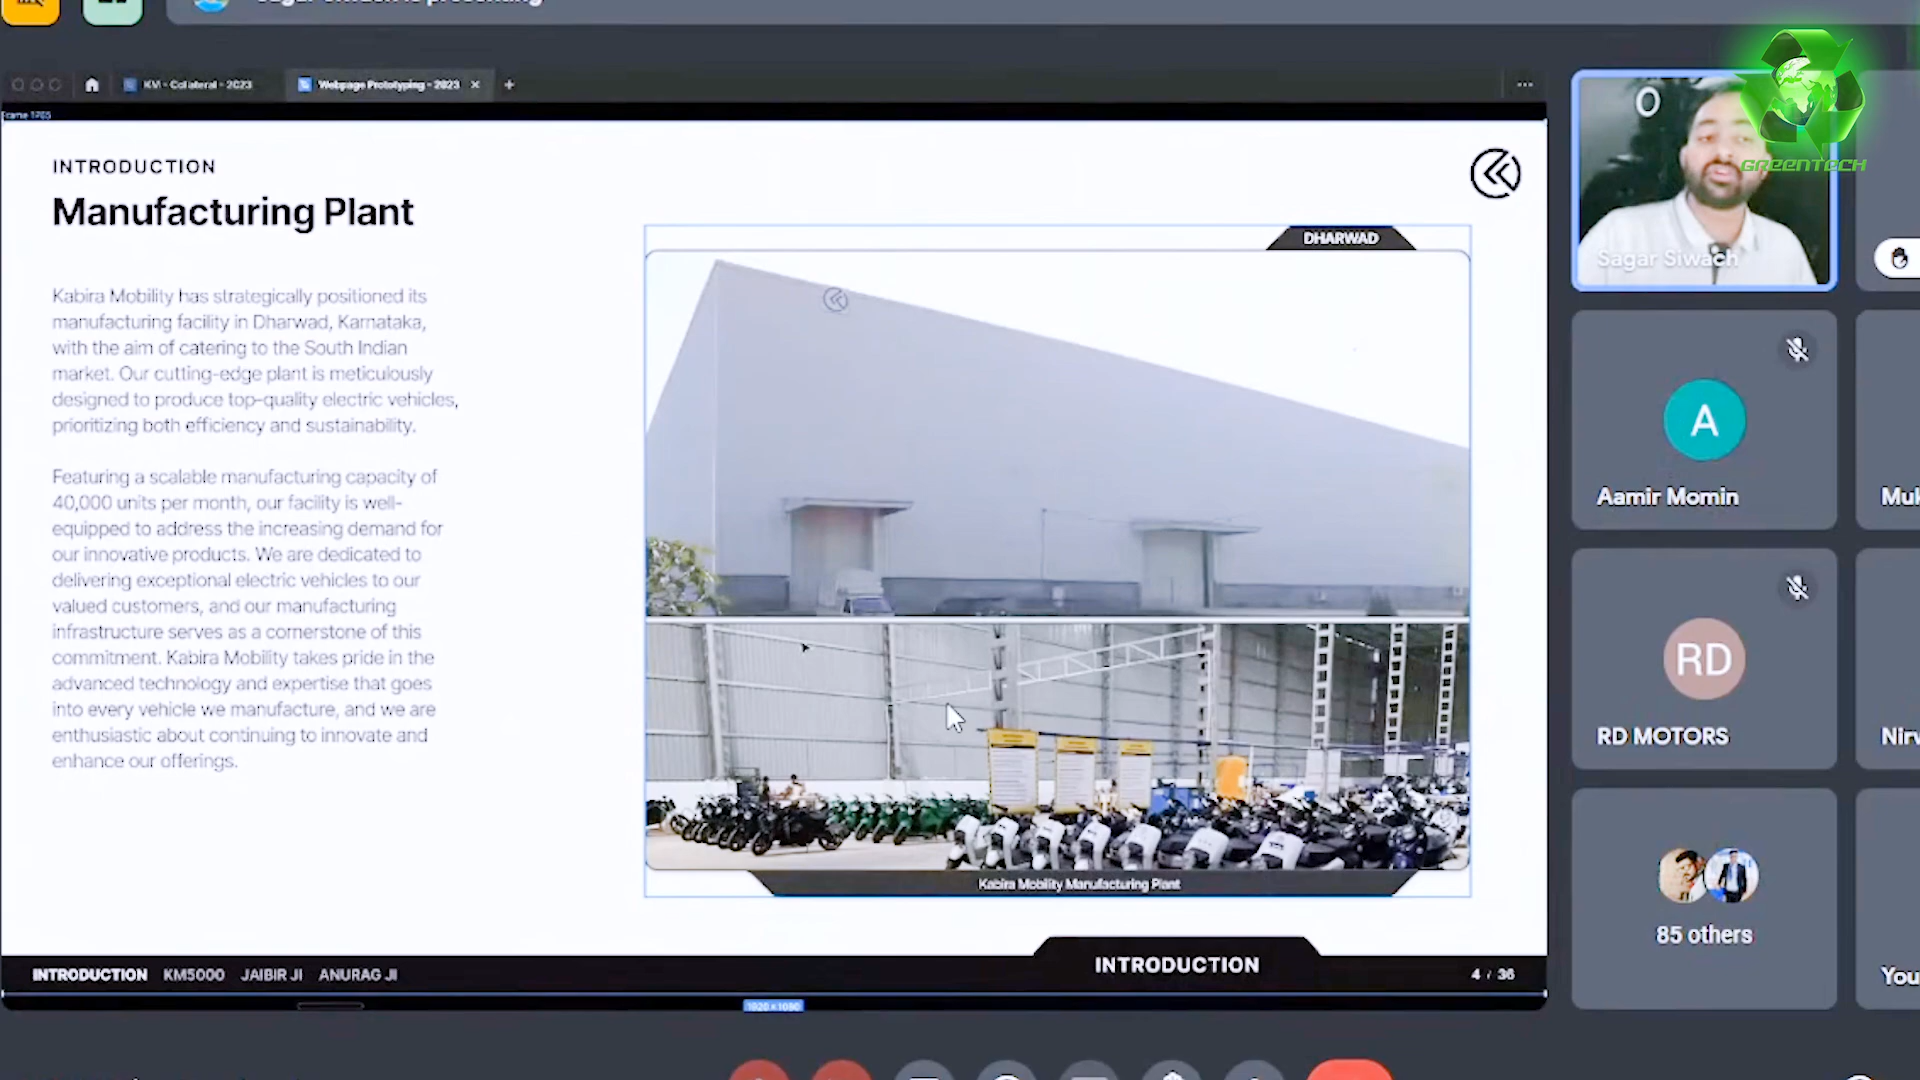 KM - Collateral - 2023
Webpage Prototyping - 2023
INTRODUCTION
Manufacturing Plant
Kabira Mobility has strategically positioned its
manufacturing facility in Dharwad, Karnataka,
with the aim of catering to the South Indian
market. Our cutting-edge plant is meticulously
designed to produce top-quality electric vehicles,
prioritizing both efficiency and sustainability.
Featuring a scalable manufacturing capacity of
40,000 units per month, our facility is well-
equipped to address the increasing demand for
our innovative products. We are dedicated to
delivering exceptional electric vehicles to our
valued customers, and our manufacturing
infrastructure serves as a cornerstone of this
commitment. Kabira Mobility takes pride in the
advanced technology and expertise that goes
into every vehicle we manufacture, and we are
enthusiastic about continuing to innovate and
enhance our offerings.
DHARWAD
Kabira Mobility Manufacturing Plant
INTRODUCTION KM5000 JAIBIR JI ANURAG JI
INTRODUCTION
4 / 36
1920 × 1080
GREENTECH
Sagar Siwach
A
Aamir Momin
RD
RD MOTORS
85 others
You